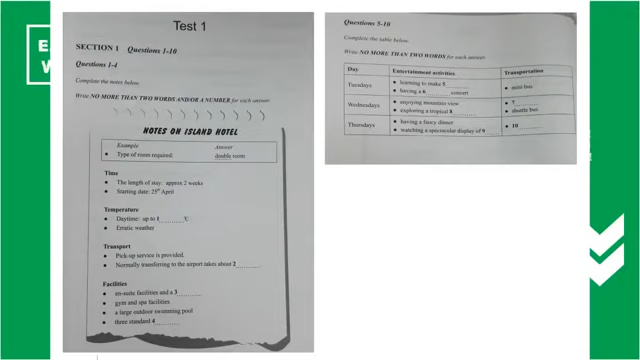 Test 1
SECTION 1 Questions 1-10
Questions 1-4
Complete the notes below.
Write NO MORE THAN TWO WORDS AND/OR A NUMBER for each answer.
NOTES ON ISLAND HOTEL
Example Answer
• Type of room required: double room
Time
• The length of stay: approx 2 weeks
• Starting date: 25th April
Temperature
• Daytime: up to 1..........℃
• Erratic weather
Transport
• Pick-up service is provided.
• Normally transferring to the airport takes about 2..........
Facilities
• en-suite facilities and a 3..........
• gym and spa facilities
• a large outdoor swimming pool
• three standard 4..........
Questions 5-10
Complete the table below.
Write NO MORE THAN TWO WORDS for each answer.
Day Entertainment activities Transportation
Tuesdays • learning to make 5..........
• having a 6..........concert • mini bus
Wednesdays • enjoying mountain view • 7..........
• exploring a tropical 8.......... • shuttle bus
Thursdays • having a fancy dinner
• watching a spectacular display of 9.......... • 10..........